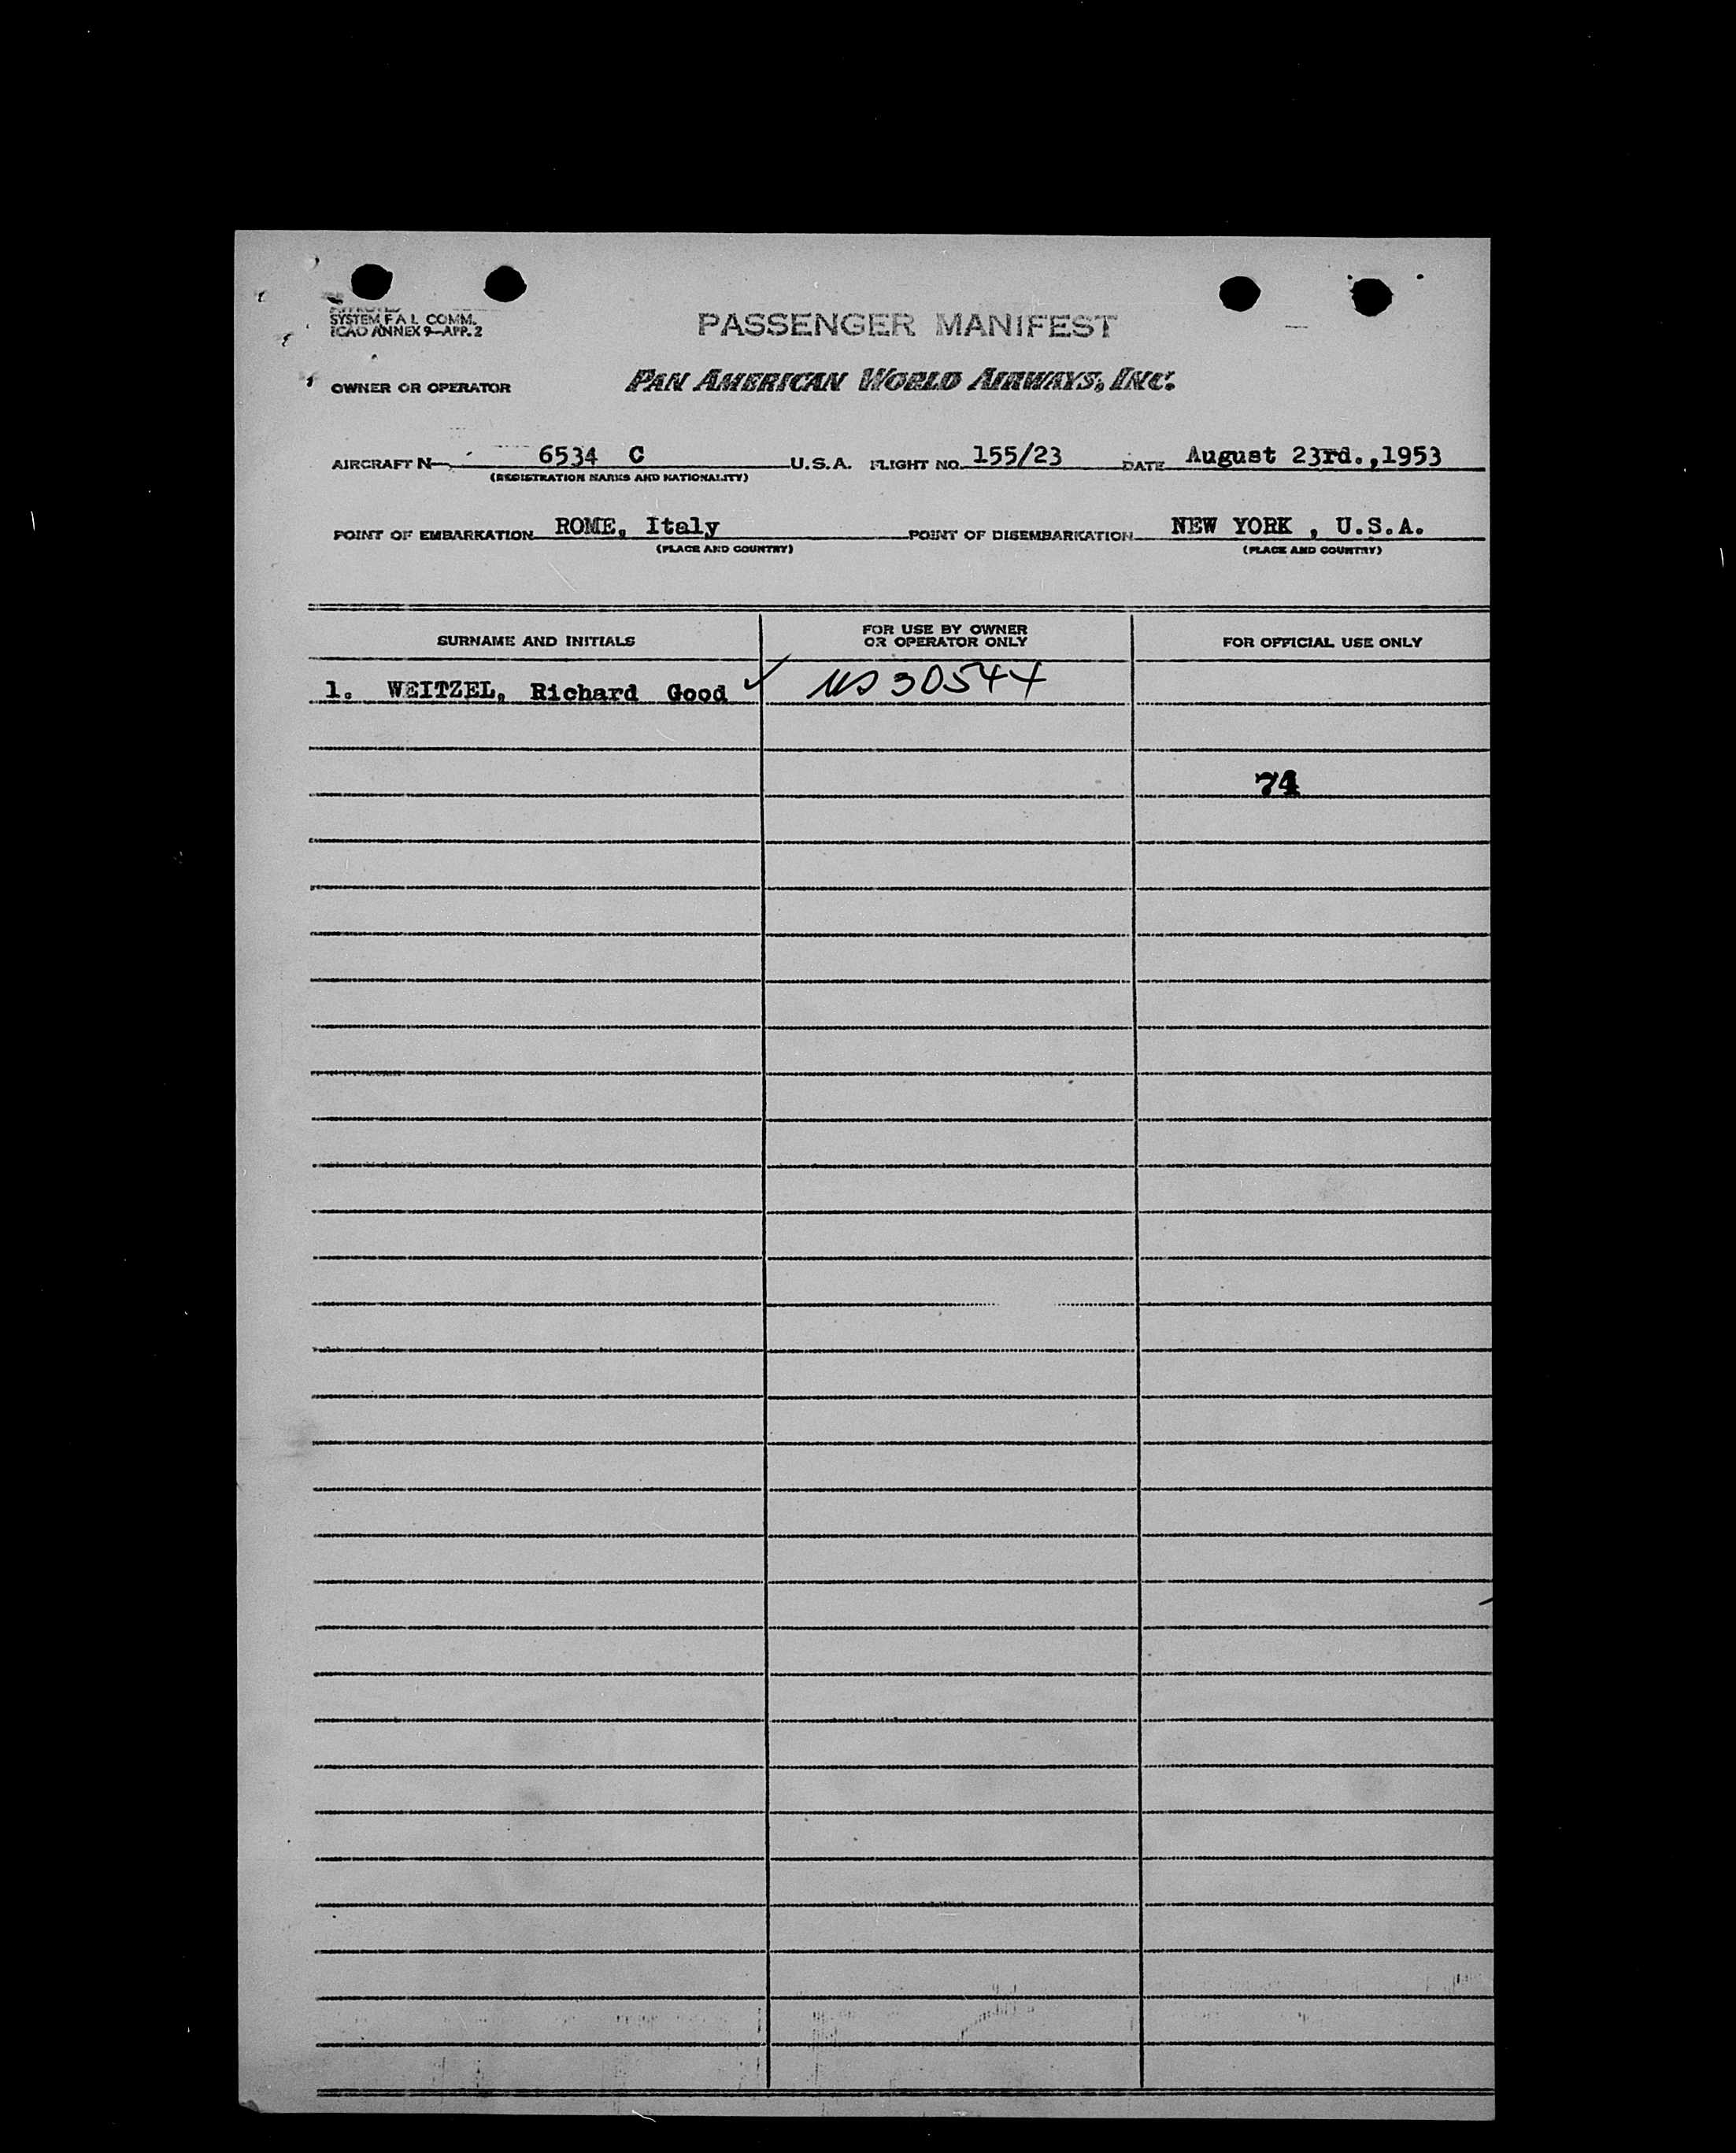 SYSTEM F A L COMM.
ICAO ANNEX 9—APP. 2
PASSENGER MANIFEST
OWNER OR OPERATOR PAN AMERICAN WORLD AIRWAYS, INC.
AIRCRAFT N— 6534 C U.S.A. FLIGHT NO. 155/23 DATE August 23rd.,1953
(REGISTRATION MARKS AND NATIONALITY)
POINT OF EMBARKATION ROME, Italy POINT OF DISEMBARKATION NEW YORK , U.S.A.
(PLACE AND COUNTRY) (PLACE AND COUNTRY)
SURNAME AND INITIALS FOR USE BY OWNER OR OPERATOR ONLY FOR OFFICIAL USE ONLY
1. WEITZEL, Richard Good ✓ 30544
74